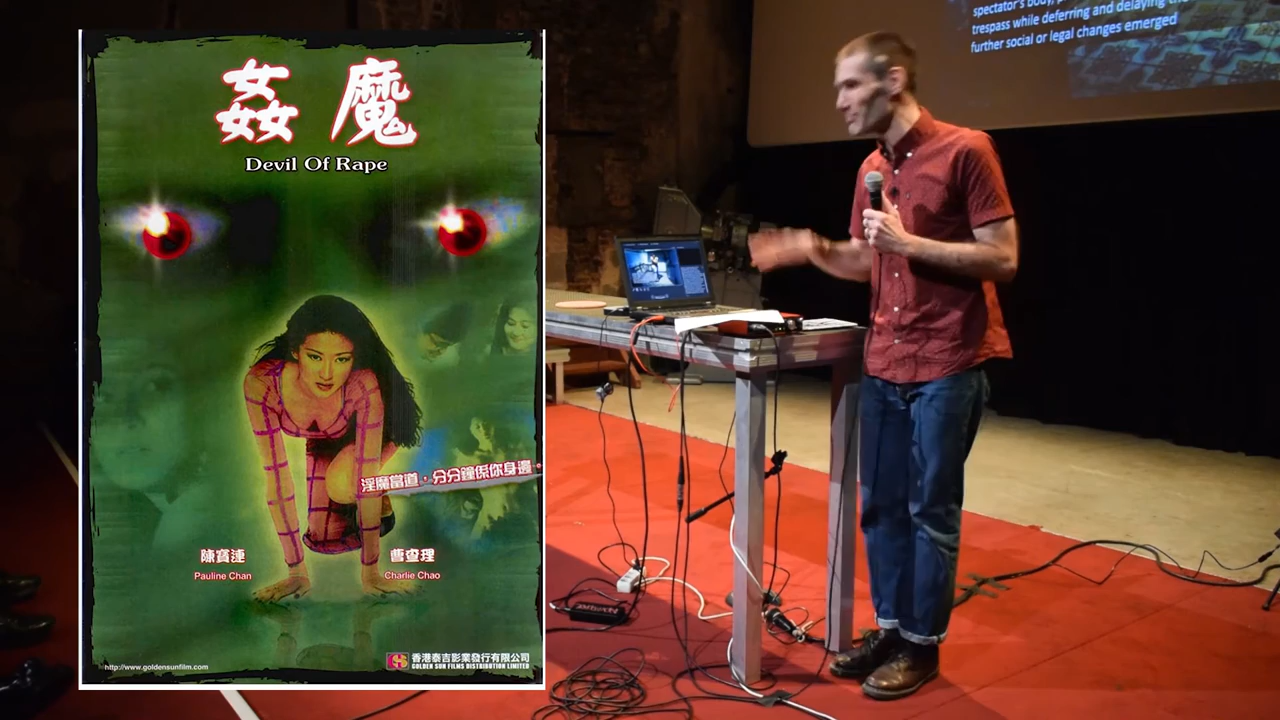 姦魔
Devil Of Rape
淫魔當道，分分鐘係你身邊…
陳寶漣
Pauline Chan
曹查理
Charlie Chao
http://www.goldensunfilm.com
香港泰吉影業發行有限公司
GOLDEN SUN FILMS DISTRIBUTION LIMITED
spectator's body,
trespass while deferring and delaying
further social or legal changes emerged